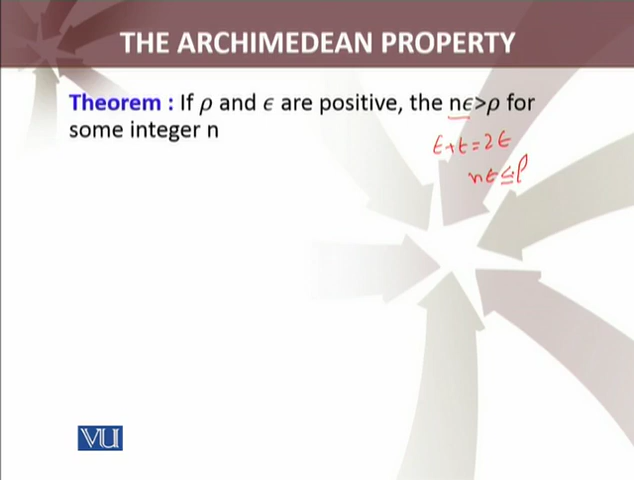 THE ARCHIMEDEAN PROPERTY
Theorem : If ρ and ϵ are positive, the nϵ>ρ for
some integer n
ϵ+ϵ=2ϵ
nϵ≤ρ
VU